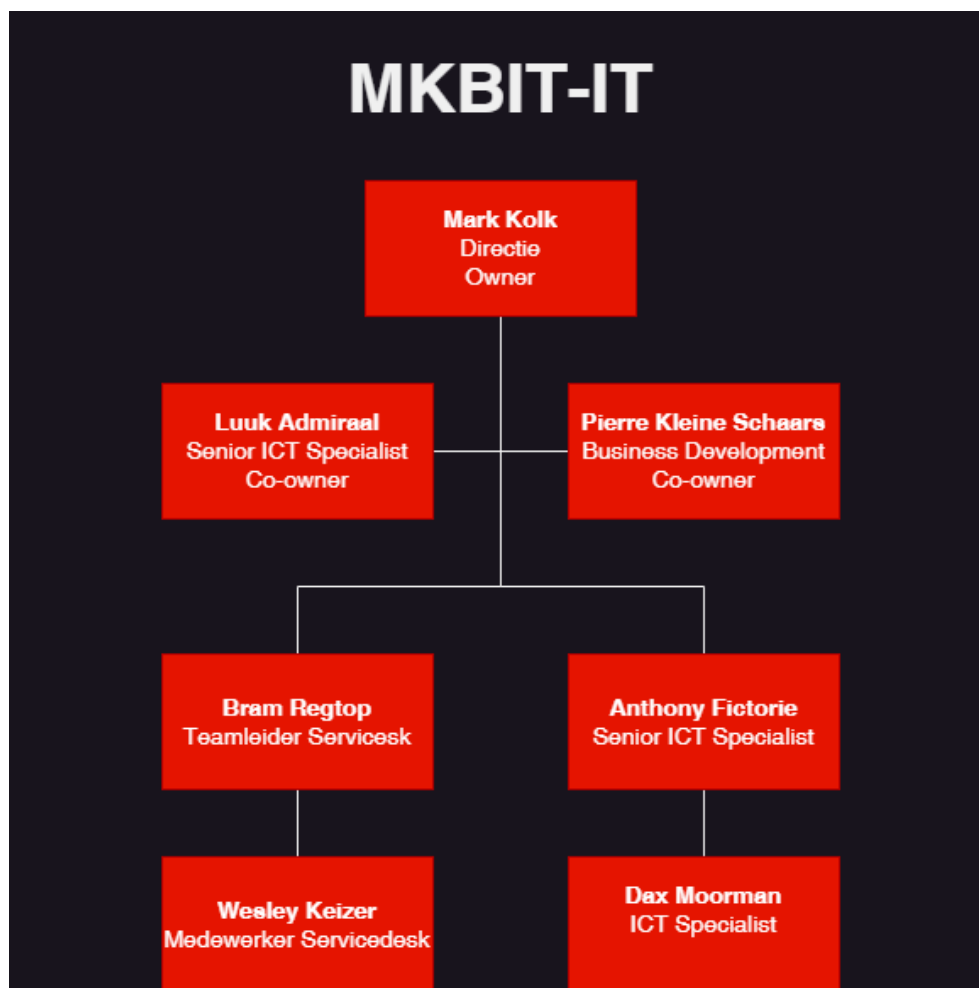 MKBIT-IT
Mark Kolk
Directie
Owner
Luuk Admiraal
Senior ICT Specialist
Co-owner
Pierre Kleine Schaars
Business Development
Co-owner
Bram Regtop
Teamleider Servicesk
Anthony Fictorie
Senior ICT Specialist
Wesley Keizer
Medewerker Servicedesk
Dax Moorman
ICT Specialist